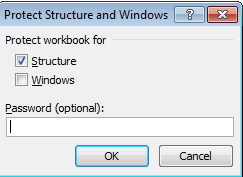 Protect Structure and Windows
Protect workbook for
Structure
Windows
Password (optional):
OK
Cancel